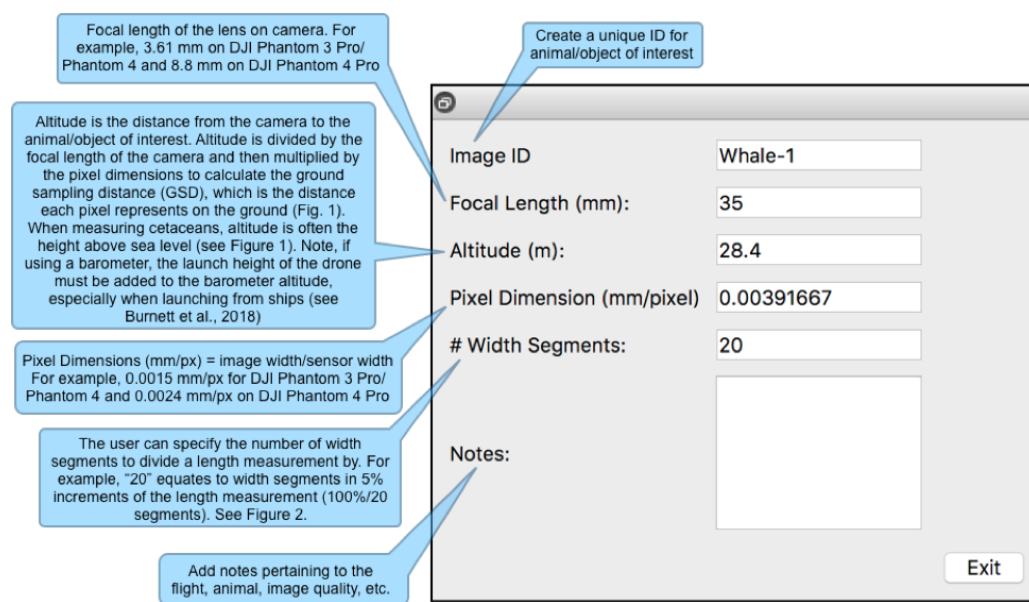 Focal length of the lens on camera. For
example, 3.61 mm on DJI Phantom 3 Pro/
Phantom 4 and 8.8 mm on DJI Phantom 4 Pro
Create a unique ID for
animal/object of interest
Altitude is the distance from the camera to the
animal/object of interest. Altitude is divided by the
focal length of the camera and then multiplied by
the pixel dimensions to calculate the ground
sampling distance (GSD), which is the distance
each pixel represents on the ground (Fig. 1).
When measuring cetaceans, altitude is often the
height above sea level (see Figure 1). Note, if
using a barometer, the launch height of the drone
must be added to the barometer altitude,
especially when launching from ships (see
Burnett et al., 2018)
Pixel Dimensions (mm/px) = image width/sensor width
For example, 0.0015 mm/px for DJI Phantom 3 Pro/
Phantom 4 and 0.0024 mm/px on DJI Phantom 4 Pro
The user can specify the number of width
segments to divide a length measurement by. For
example, “20” equates to width segments in 5%
increments of the length measurement (100%/20
segments). See Figure 2.
Add notes pertaining to the
flight, animal, image quality, etc.
Image ID Whale-1
Focal Length (mm): 35
Altitude (m): 28.4
Pixel Dimension (mm/pixel) 0.00391667
# Width Segments: 20
Notes:
Exit